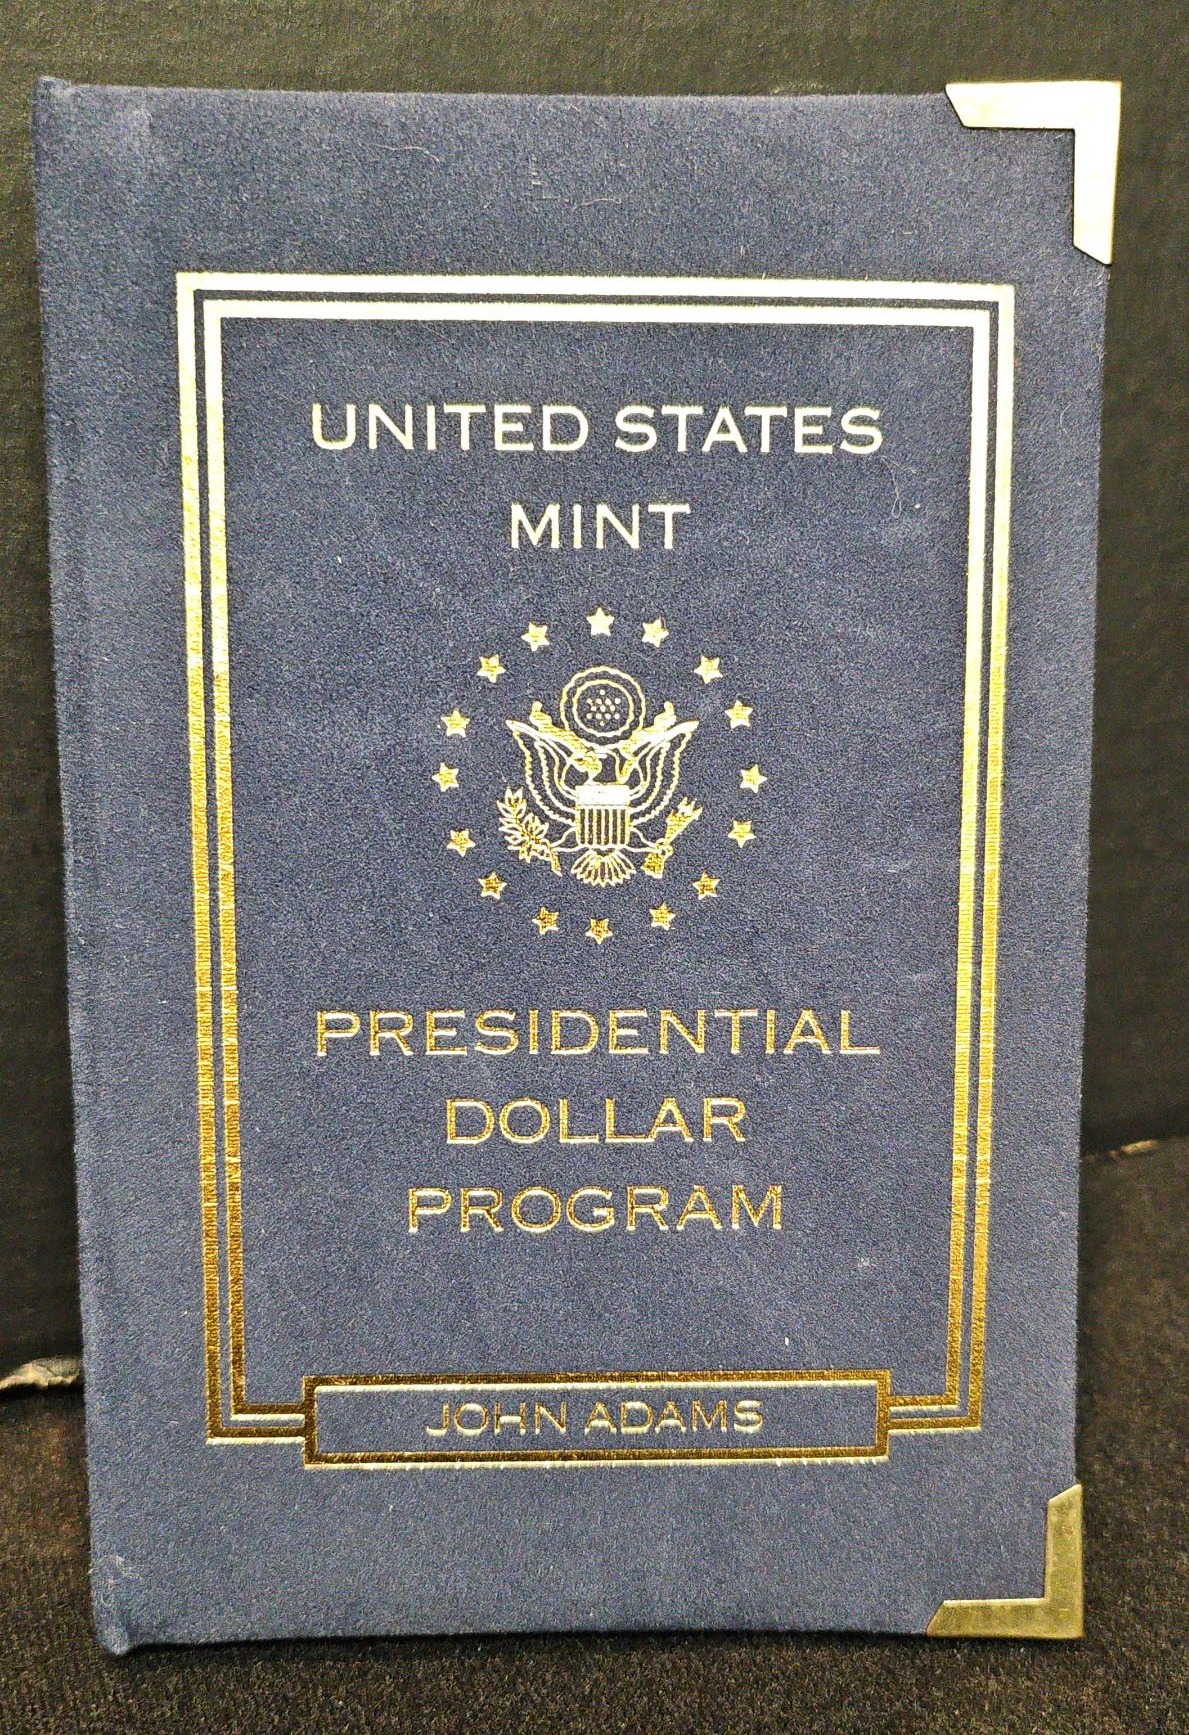 UNITED STATES
MINT
PRESIDENTIAL
DOLLAR
PROGRAM
JOHN ADAMS